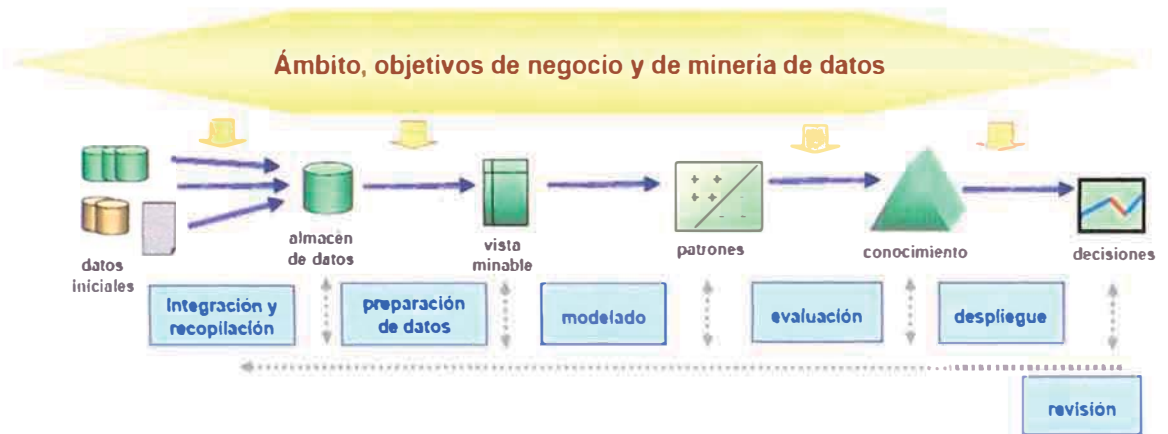 Ámbito, objetivos de negocio y de minería de datos
datos
iniciales
almacén
de datos
vista
minable
patrones
conocimiento
decisiones
Integración y
recopilación
preparación
de datos
modelado
evaluación
despliegue
revisión